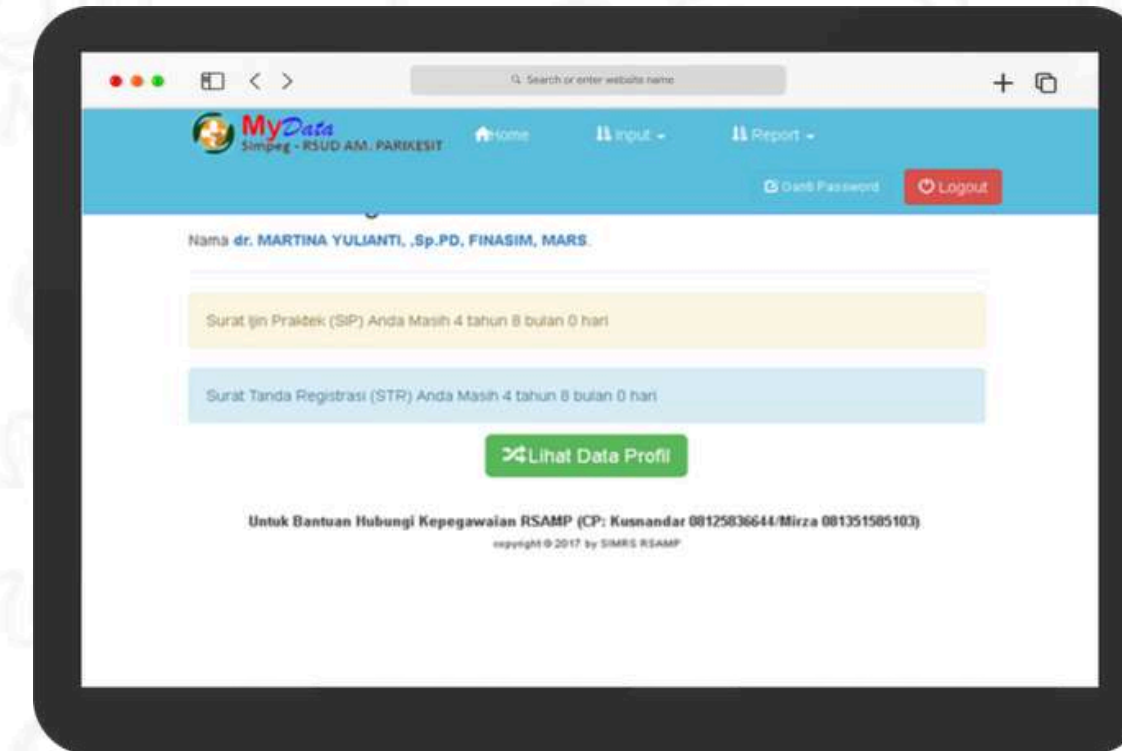 Search or enter website name
MyData
Simpeg - RSUD AM. PARIKESIT
Home
Input
Report
Ganti Password
Logout
Nama dr. MARTINA YULIANTI, ,Sp.PD, FINASIM, MARS.
Surat Ijin Praktek (SIP) Anda Masih 4 tahun 8 bulan 0 hari
Surat Tanda Registrasi (STR) Anda Masih 4 tahun 8 bulan 0 hari
Lihat Data Profil
Untuk Bantuan Hubungi Kepegawaian RSAMP (CP: Kusnandar 08125836644/Mirza 081351585103)
copyright © 2017 by SIMRS RSAMP